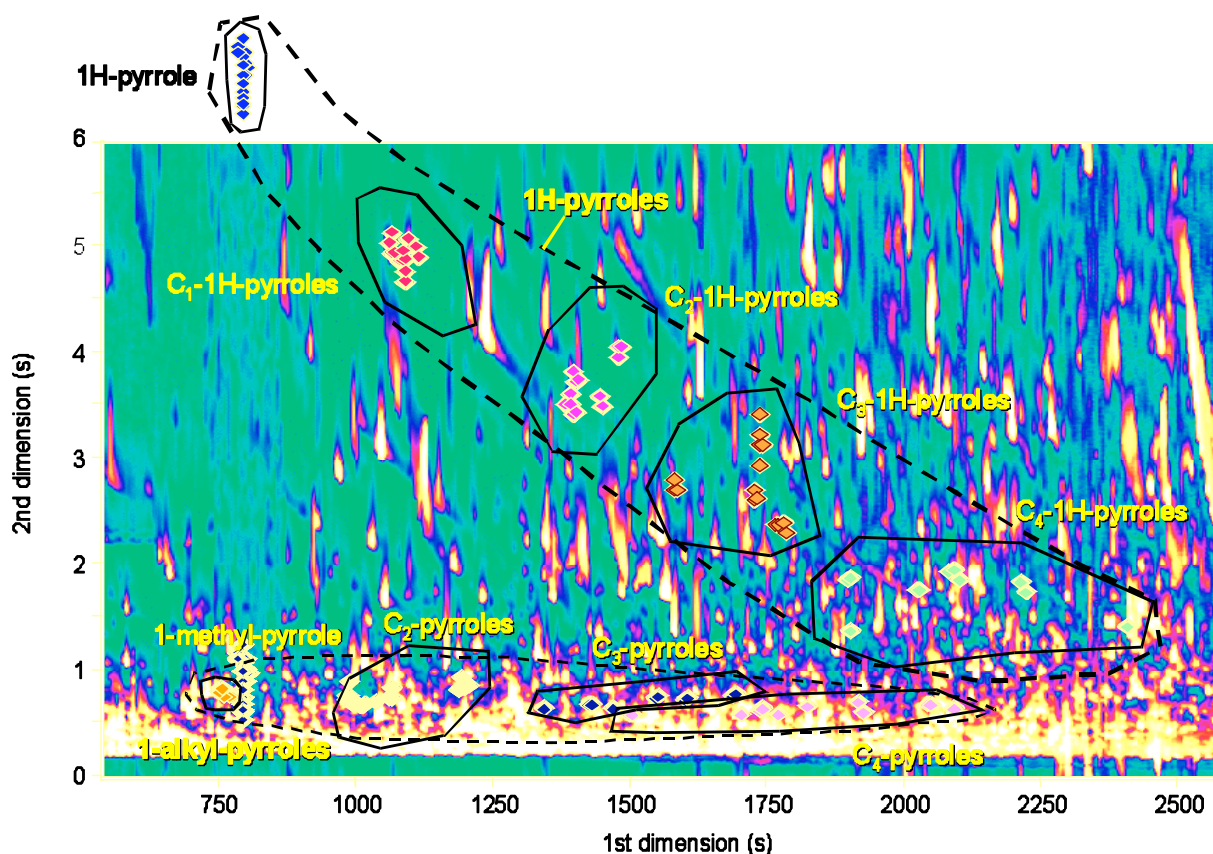 1H-pyrrole
6
1H-pyrroles
5
C₁-1H-pyrroles
C₂-1H-pyrroles
4
C₃-1H-pyrroles
3
2nd dimension (s)
C₄-1H-pyrroles
2
1-methyl-pyrrole
C₂-pyrroles
C₃-pyrroles
1
1-alkyl-pyrroles
C₄-pyrroles
0
750 1000 1250 1500 1750 2000 2250 2500
1st dimension (s)